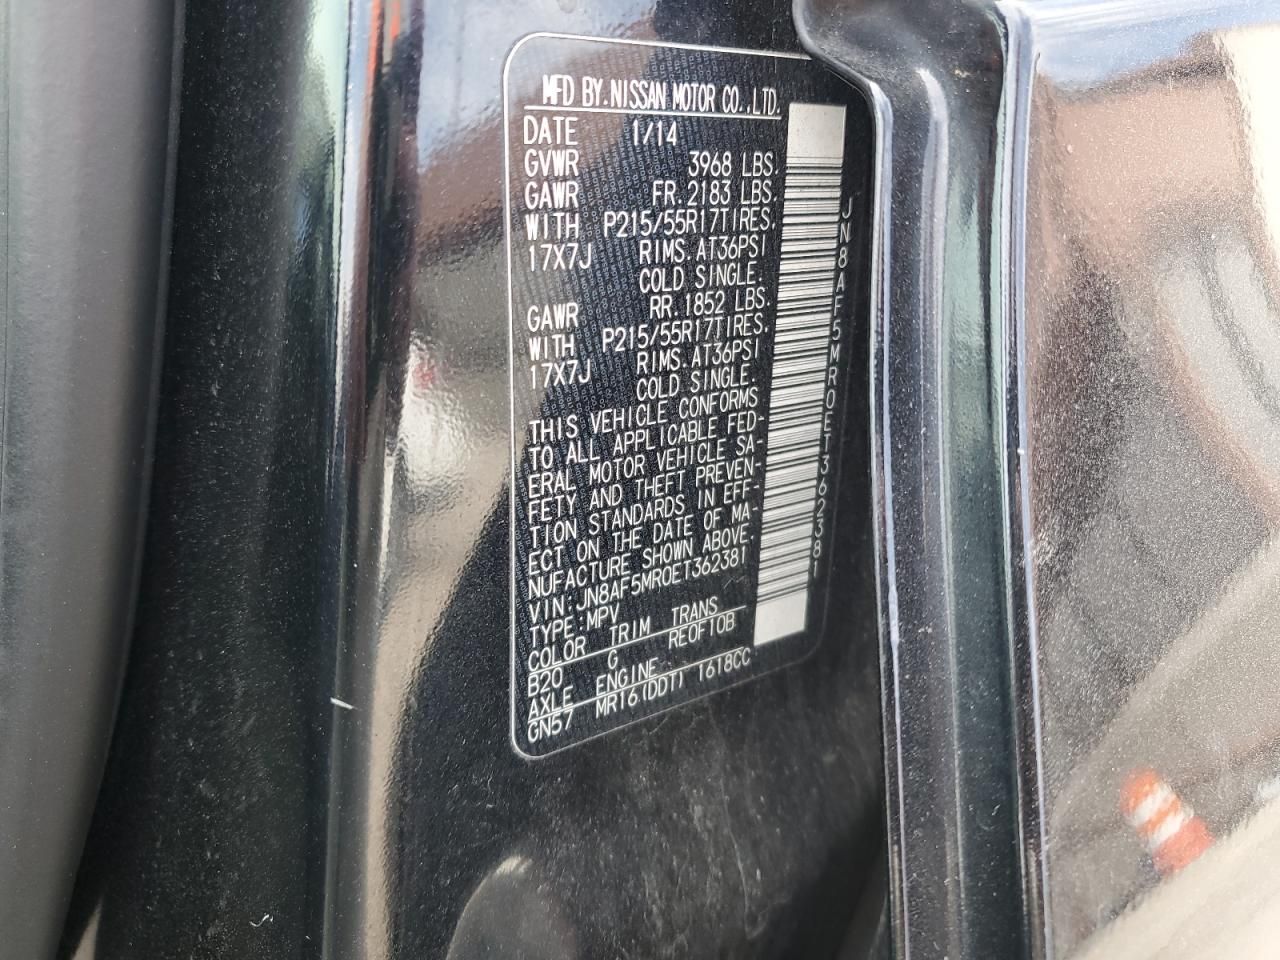 MFD BY.NISSAN MOTOR CO.,LTD.
DATE 1/14
GVWR 3968 LBS.
GAWR FR.2183 LBS.
WITH P215/55R17TIRES.
17X7J RIMS.AT36PSI
COLD SINGLE.
GAWR RR.1852 LBS.
WITH P215/55R17TIRES.
17X7J RIMS.AT36PSI
COLD SINGLE.
THIS VEHICLE CONFORMS
TO ALL APPLICABLE FED-
ERAL MOTOR VEHICLE SA-
FETY AND THEFT PREVEN-
TION STANDARDS IN EFF-
ECT ON THE DATE OF MA-
NUFACTURE SHOWN ABOVE.
VIN:JN8AF5MR0ET362381
TYPE:MPV
COLOR TRIM TRANS
B20 G RE0F10B
AXLE ENGINE
GN57 MR16(DDT) 1618CC
JN8AF5MR0ET362381